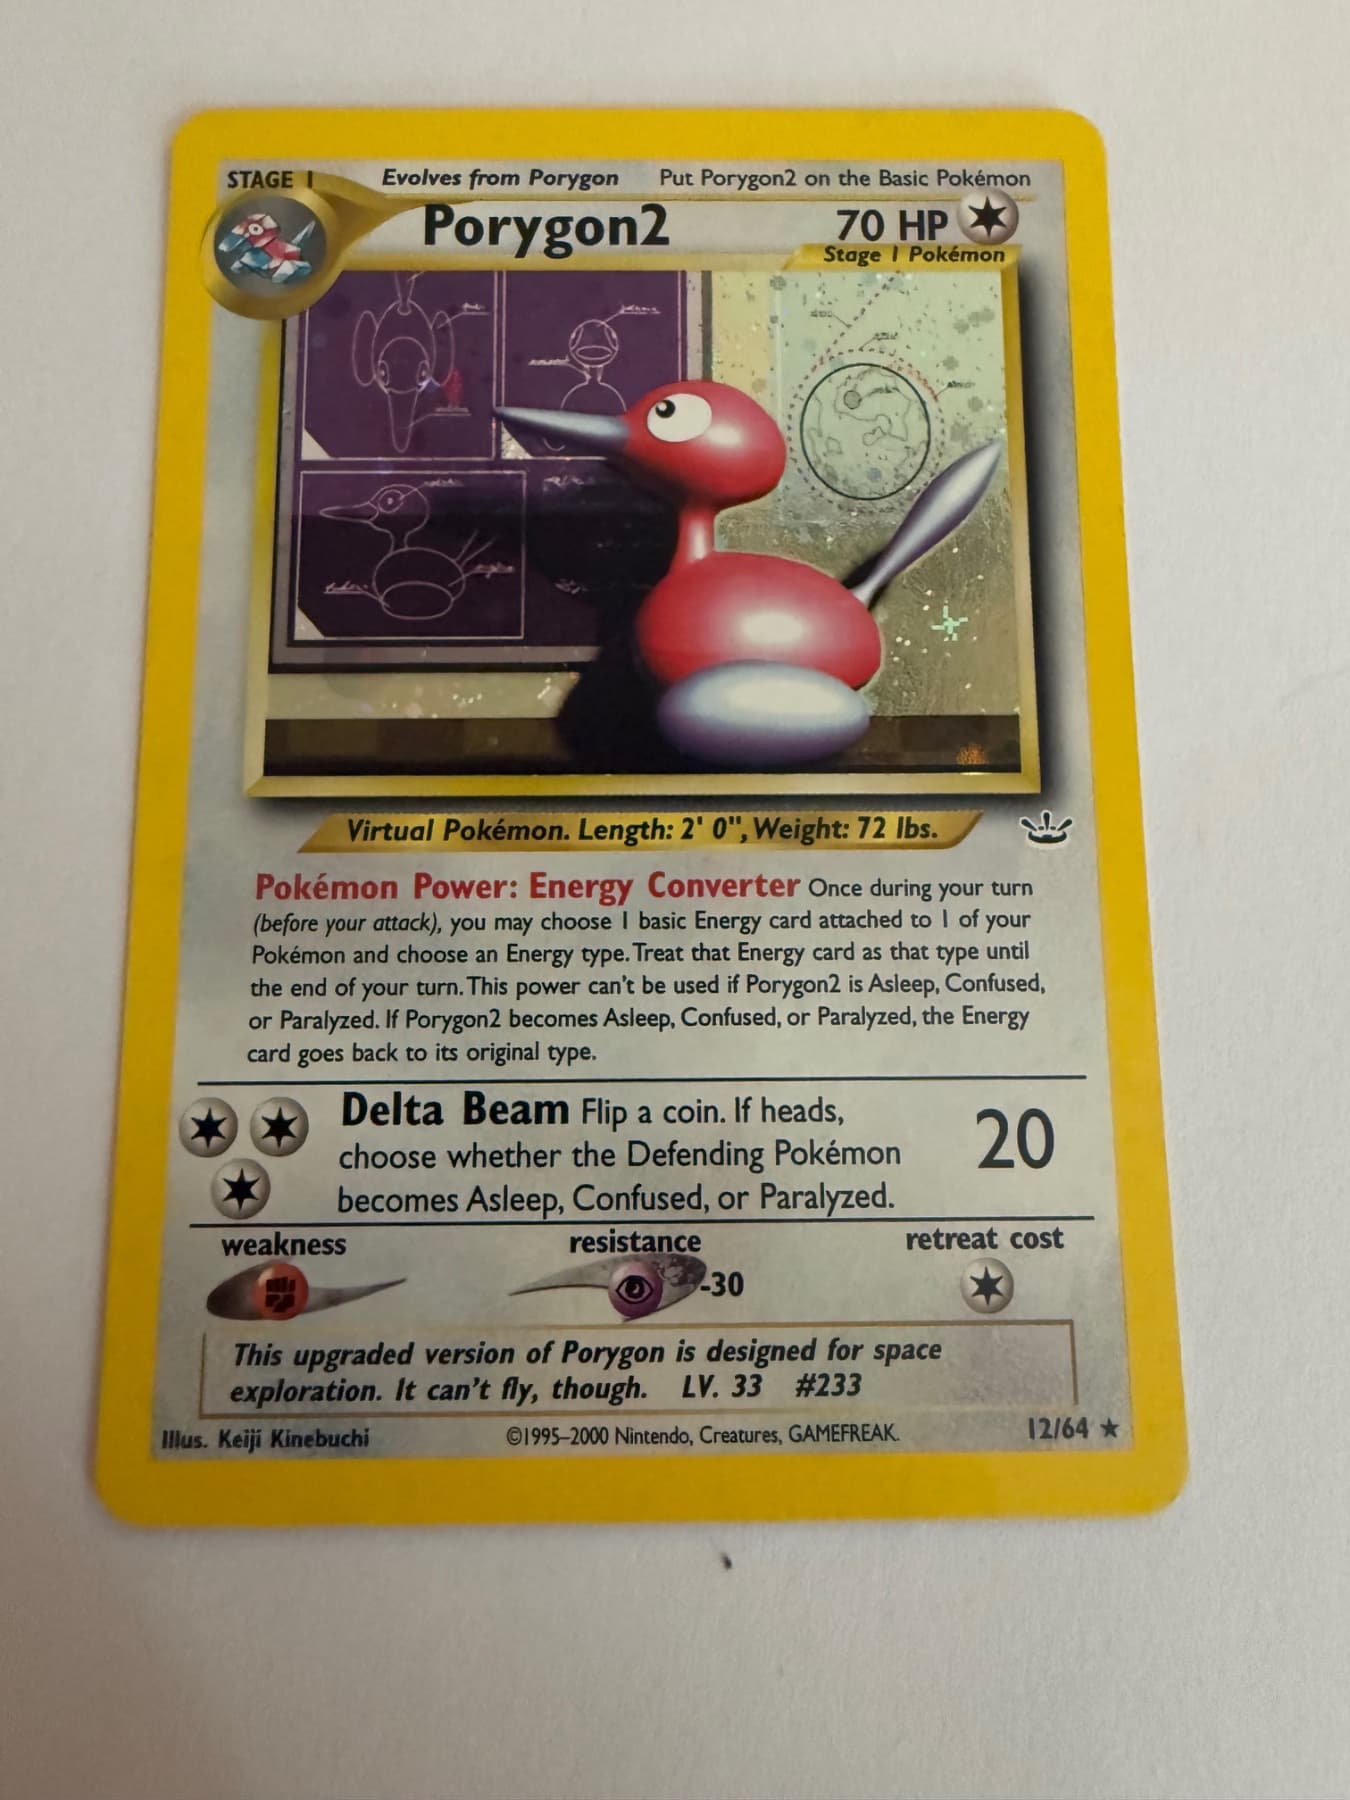 STAGE 1 Evolves from Porygon Put Porygon2 on the Basic Pokémon
Porygon2 70 HP
Stage 1 Pokémon
Virtual Pokémon. Length: 2' 0", Weight: 72 lbs.
Pokémon Power: Energy Converter Once during your turn
(before your attack), you may choose 1 basic Energy card attached to 1 of your
Pokémon and choose an Energy type. Treat that Energy card as that type until
the end of your turn. This power can't be used if Porygon2 is Asleep, Confused,
or Paralyzed. If Porygon2 becomes Asleep, Confused, or Paralyzed, the Energy
card goes back to its original type.
Delta Beam Flip a coin. If heads,
choose whether the Defending Pokémon
becomes Asleep, Confused, or Paralyzed.
20
weakness resistance retreat cost
-30
This upgraded version of Porygon is designed for space
exploration. It can't fly, though. LV. 33 #233
Illus. Keiji Kinebuchi ©1995–2000 Nintendo, Creatures, GAMEFREAK. 12/64 ★